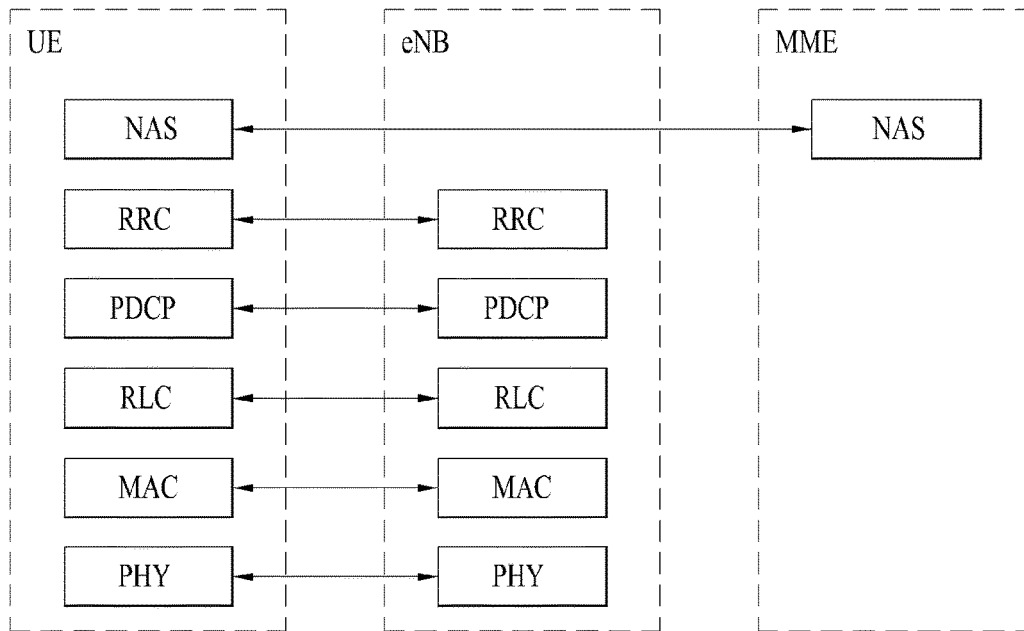 UE eNB MME
NAS NAS
RRC RRC
PDCP PDCP
RLC RLC
MAC MAC
PHY PHY